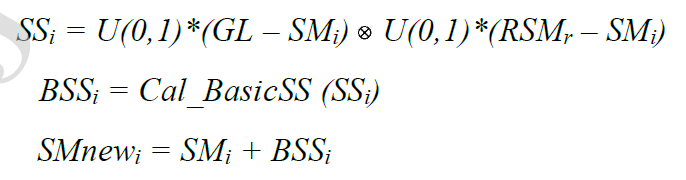 SSᵢ = U(0,1)*(GL – SMᵢ) ⊗ U(0,1)*(RSMᵣ – SMᵢ)
BSSᵢ = Cal_BasicSS (SSᵢ)
SMnewᵢ = SMᵢ + BSSᵢ